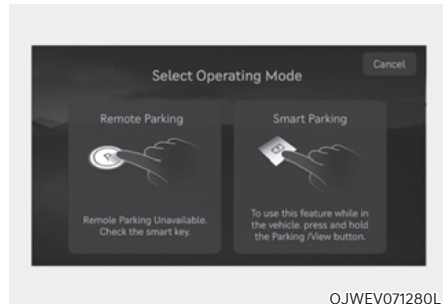 Cancel
Select Operating Mode
Remote Parking
Smart Parking
Remole Parking Unavailable.
Check the smart key.
To use this feature while in
the vehicle. press and hold
the Parking /View button.
OJWEV071280L